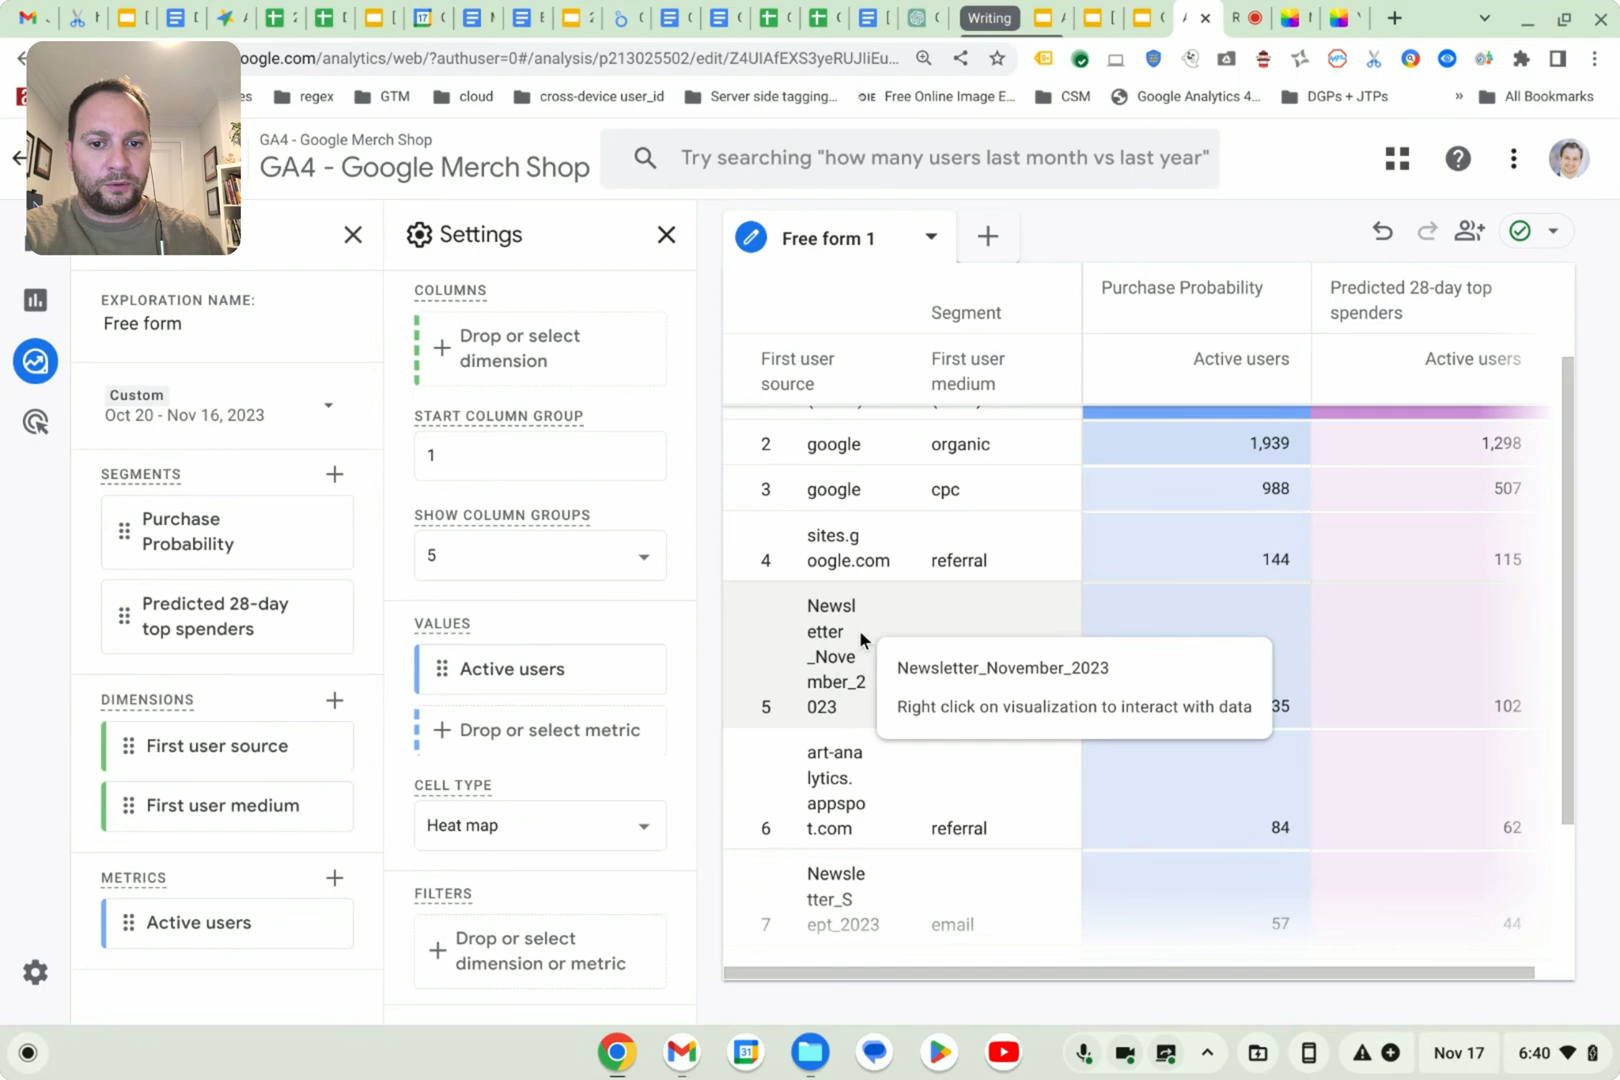 Writing
oogle.com/analytics/web/?authuser=0#/analysis/p213025502/edit/Z4UIAfEXS3yeRUJIiEu...
es
regex
GTM
cloud
cross-device user_id
Server side tagging...
OIE Free Online Image E...
CSM
Google Analytics 4...
DGPs + JTPs
»
All Bookmarks
GA4 - Google Merch Shop
GA4 - Google Merch Shop
Try searching "how many users last month vs last year"
EXPLORATION NAME:
Free form
Custom
Oct 20 - Nov 16, 2023
SEGMENTS
Purchase
Probability
Predicted 28-day
top spenders
DIMENSIONS
First user source
First user medium
METRICS
Active users
Settings
COLUMNS
Drop or select
dimension
START COLUMN GROUP
1
SHOW COLUMN GROUPS
5
VALUES
Active users
Drop or select metric
CELL TYPE
Heat map
FILTERS
Drop or select
dimension or metric
Free form 1
Segment
Purchase Probability
Predicted 28-day top
spenders
First user
source
First user
medium
Active users
Active users
2 google organic 1,939 1,298
3 google cpc 988 507
sites.g
4 oogle.com referral 144 115
Newsl
etter
_Nove
mber_2
5 023 35 102
Newsletter_November_2023
Right click on visualization to interact with data
art-ana
lytics.
appspo
6 t.com referral 84 62
Newsle
tter_S
7 ept_2023 email 57 44
31
Nov 17
6:40